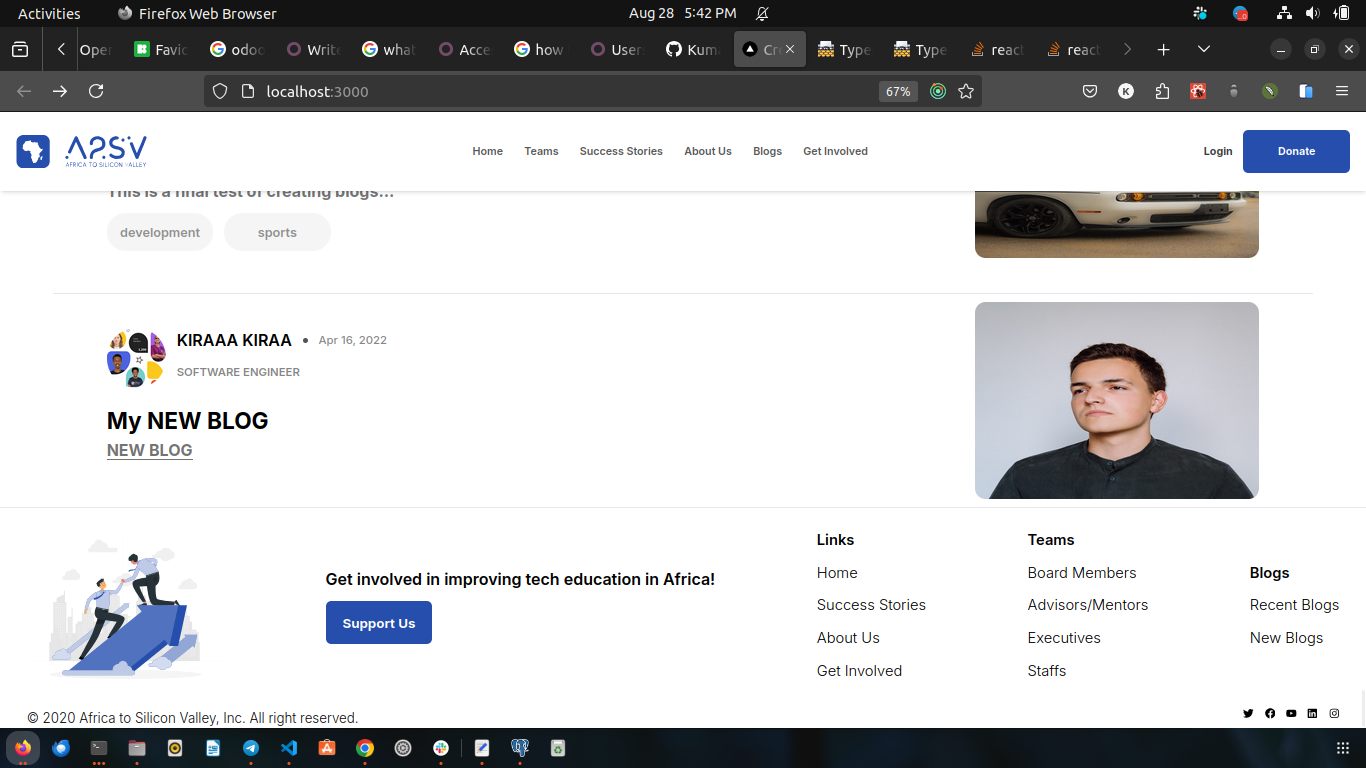 Activities Firefox Web Browser Aug 28 5:42 PM
Oper Favic odoo Write what Acce how User Kum Cre Type Type react react
localhost:3000 67%
APSV
AFRICA TO SILICON VALLEY
Home Teams Success Stories About Us Blogs Get Involved Login Donate
This is a final test of creating blogs...
development sports
KIRAAA KIRAA • Apr 16, 2022
SOFTWARE ENGINEER
My NEW BLOG
NEW BLOG
Links Teams
Home Board Members Blogs
Get involved in improving tech education in Africa!
Success Stories Advisors/Mentors Recent Blogs
Support Us
About Us Executives New Blogs
Get Involved Staffs
© 2020 Africa to Silicon Valley, Inc. All right reserved.